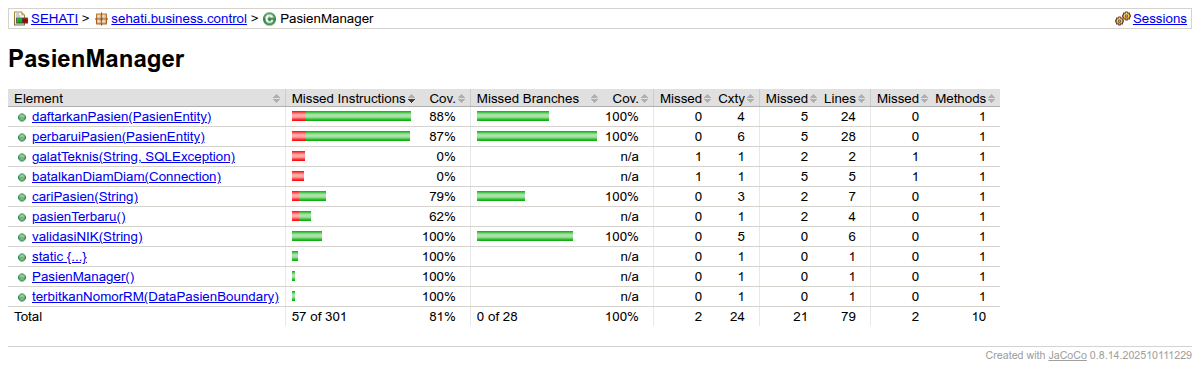 SEHATI > sehati.business.control > PasienManager Sessions
PasienManager
Element Missed Instructions Cov. Missed Branches Cov. Missed Cxty Missed Lines Missed Methods
daftarkanPasien(PasienEntity) 88% 100% 0 4 5 24 0 1
perbaruiPasien(PasienEntity) 87% 100% 0 6 5 28 0 1
galatTeknis(String, SQLException) 0% n/a 1 1 2 2 1 1
batalkanDiamDiam(Connection) 0% n/a 1 1 5 5 1 1
cariPasien(String) 79% 100% 0 3 2 7 0 1
pasienTerbaru() 62% n/a 0 1 2 4 0 1
validasiNIK(String) 100% 100% 0 5 0 6 0 1
static {...} 100% n/a 0 1 0 1 0 1
PasienManager() 100% n/a 0 1 0 1 0 1
terbitkanNomorRM(DataPasienBoundary) 100% n/a 0 1 0 1 0 1
Total 57 of 301 81% 0 of 28 100% 2 24 21 79 2 10
Created with JaCoCo 0.8.14.202510111229